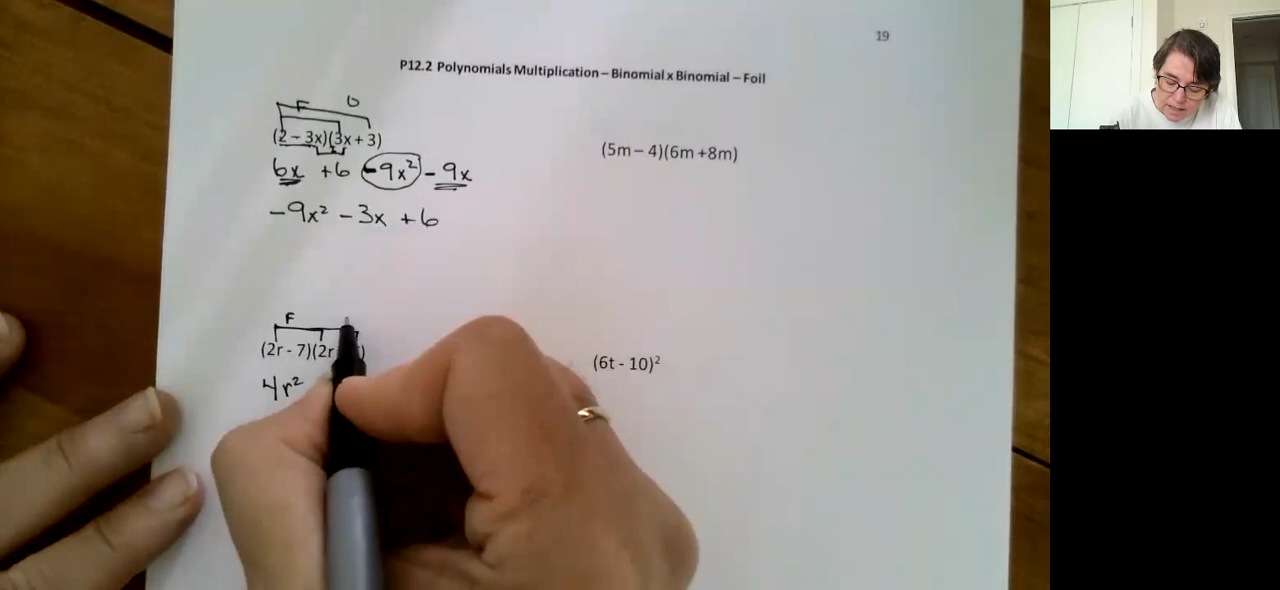 19
P12.2 Polynomials Multiplication – Binomial x Binomial – Foil
F O
(2 – 3x)(3x + 3)
6x + 6 - 9x² - 9x
- 9x² - 3x + 6
(5m – 4)(6m +8m)
F
(2r - 7)(2r
4r²
(6t - 10)²